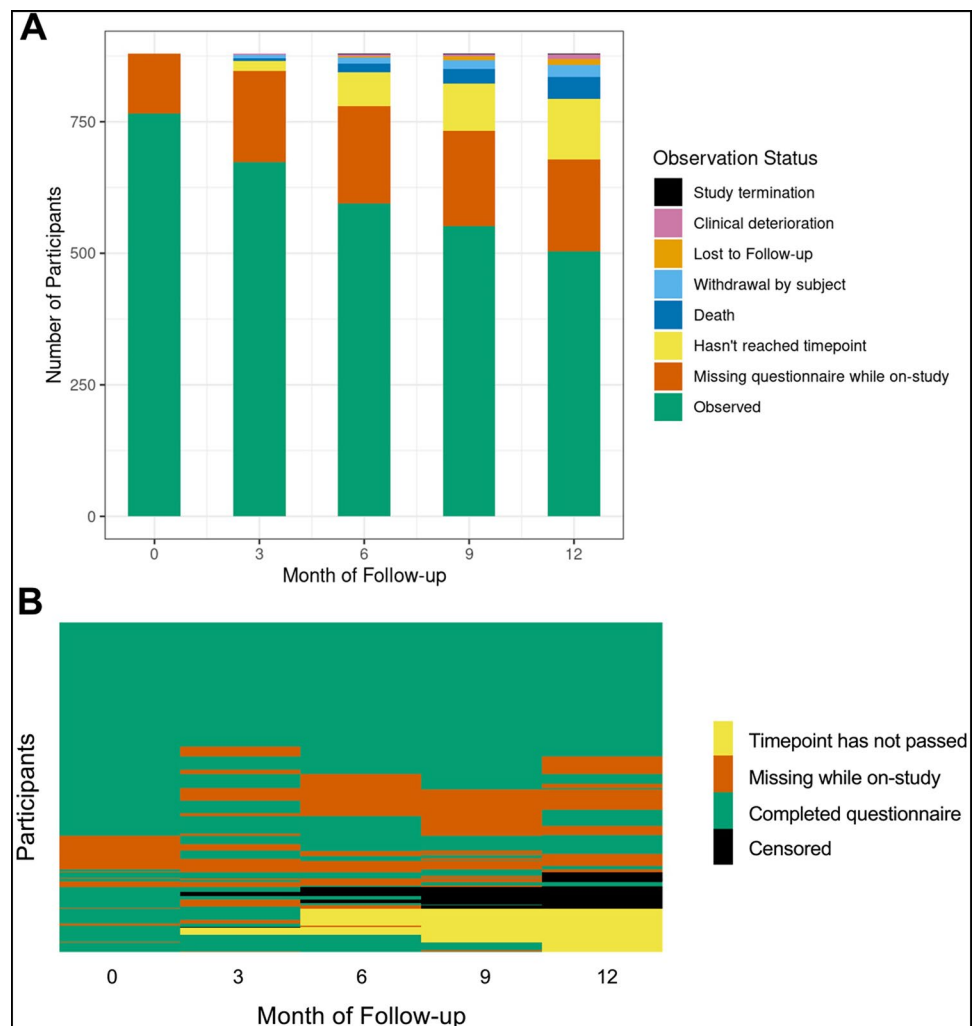 A
Number of Participants
750
500
250
0
0 3 6 9 12
Month of Follow-up
Observation Status
Study termination
Clinical deterioration
Lost to Follow-up
Withdrawal by subject
Death
Hasn't reached timepoint
Missing questionnaire while on-study
Observed
B
Participants
0 3 6 9 12
Month of Follow-up
Timepoint has not passed
Missing while on-study
Completed questionnaire
Censored